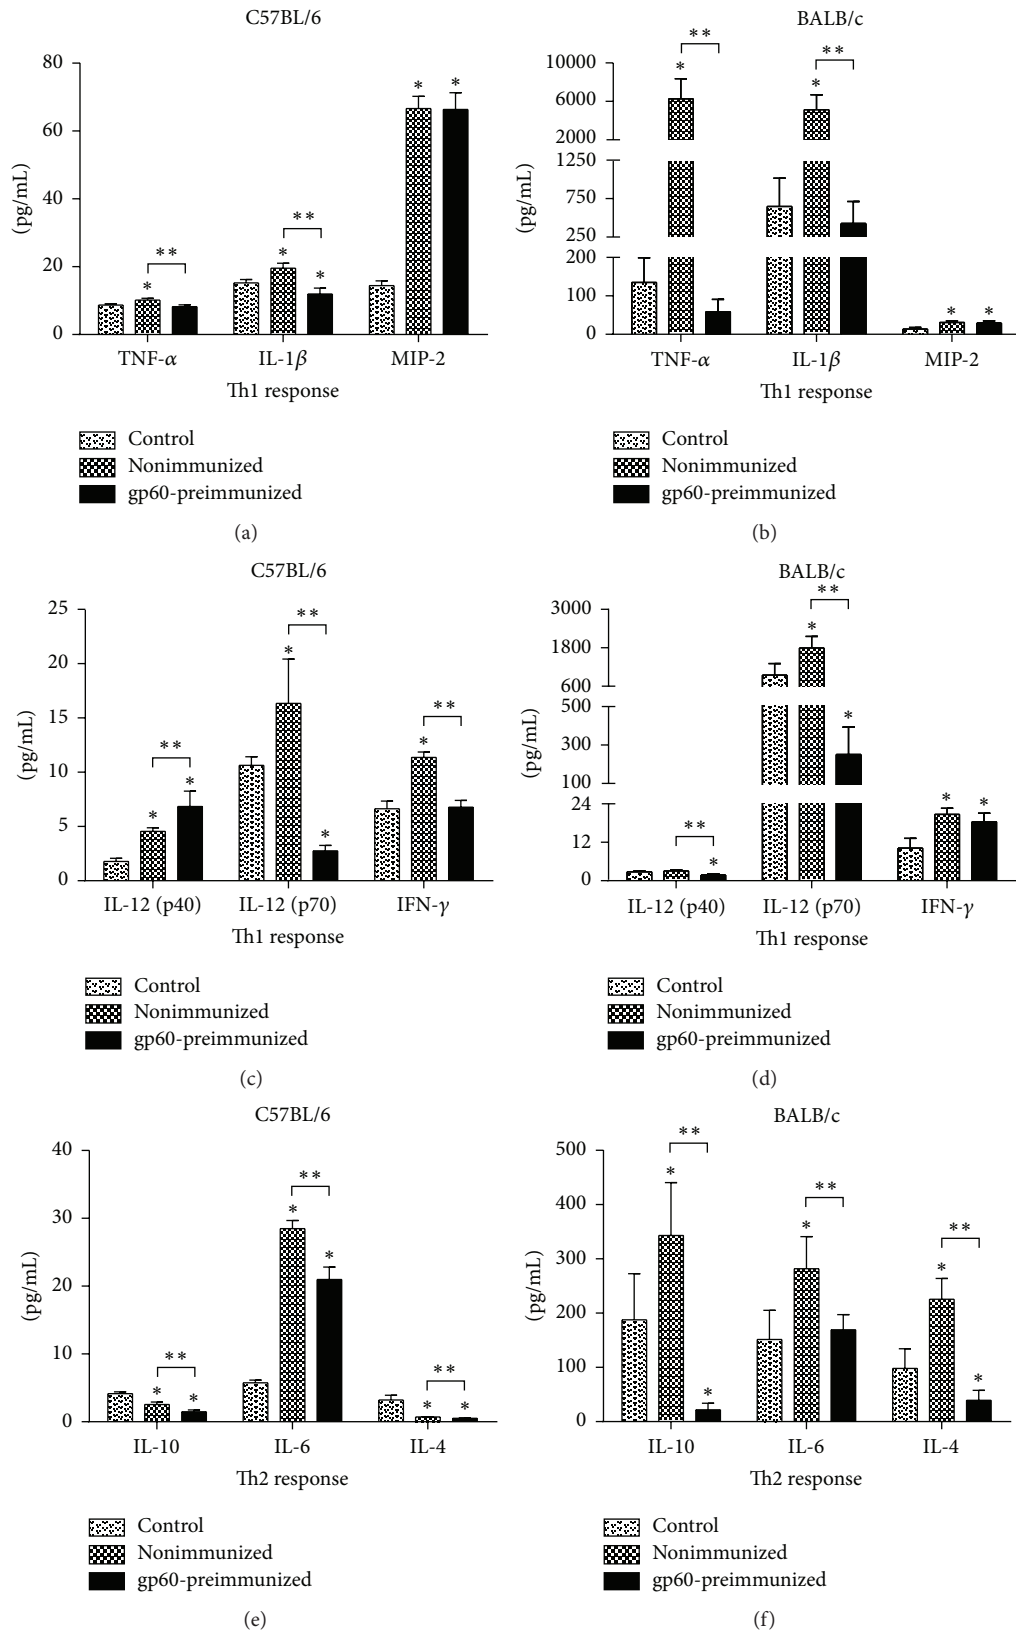 C57BL/6
(pg/mL)
80
60
40
20
0
**
*
**
*
*
*
*
TNF-α IL-1β MIP-2
Th1 response
Control
Nonimmunized
gp60-preimmunized
(a)
BALB/c
(pg/mL)
10000
6000
2000
1250
750
250
200
100
0
**
*
**
*
*
*
TNF-α IL-1β MIP-2
Th1 response
Control
Nonimmunized
gp60-preimmunized
(b)
C57BL/6
(pg/mL)
25
20
15
10
5
0
**
*
*
**
*
*
**
*
IL-12 (p40) IL-12 (p70) IFN-γ
Th1 response
Control
Nonimmunized
gp60-preimmunized
(c)
BALB/c
(pg/mL)
3000
1800
600
500
300
100
24
12
0
**
*
**
*
*
*
*
IL-12 (p40) IL-12 (p70) IFN-γ
Th1 response
Control
Nonimmunized
gp60-preimmunized
(d)
C57BL/6
(pg/mL)
40
30
20
10
0
**
*
*
**
*
*
**
*
*
IL-10 IL-6 IL-4
Th2 response
Control
Nonimmunized
gp60-preimmunized
(e)
BALB/c
(pg/mL)
500
400
300
200
100
0
**
*
*
**
*
**
*
*
IL-10 IL-6 IL-4
Th2 response
Control
Nonimmunized
gp60-preimmunized
(f)